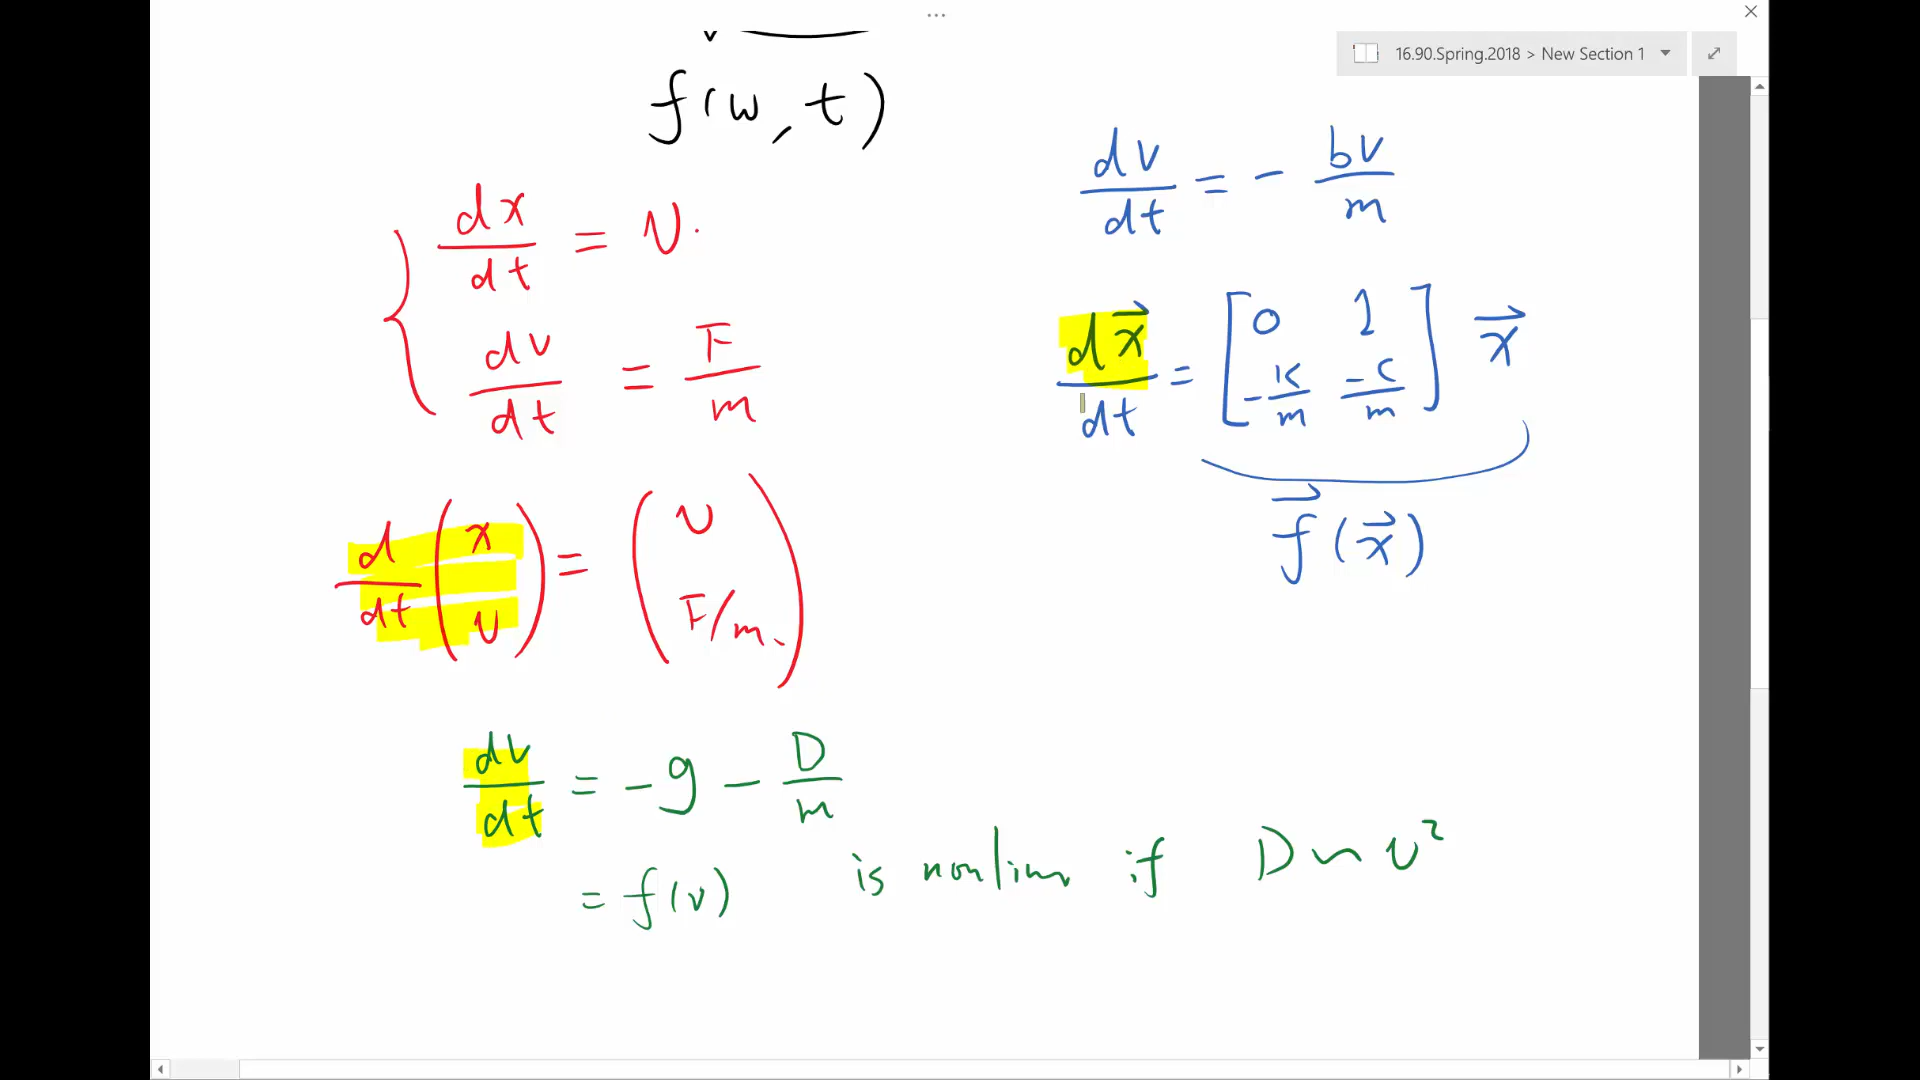 16.90.Spring.2018 > New Section 1
f(w, t)
dx/dt = v.
dv/dt = F/m
d/dt (x v) = (v F/m.)
dv/dt = -g - D/m
= f(v) is nonlin if D ~ v²
dv/dt = - bv/m
dx⃗/dt = [0 1 -k/m -c/m] x⃗
f⃗(x⃗)